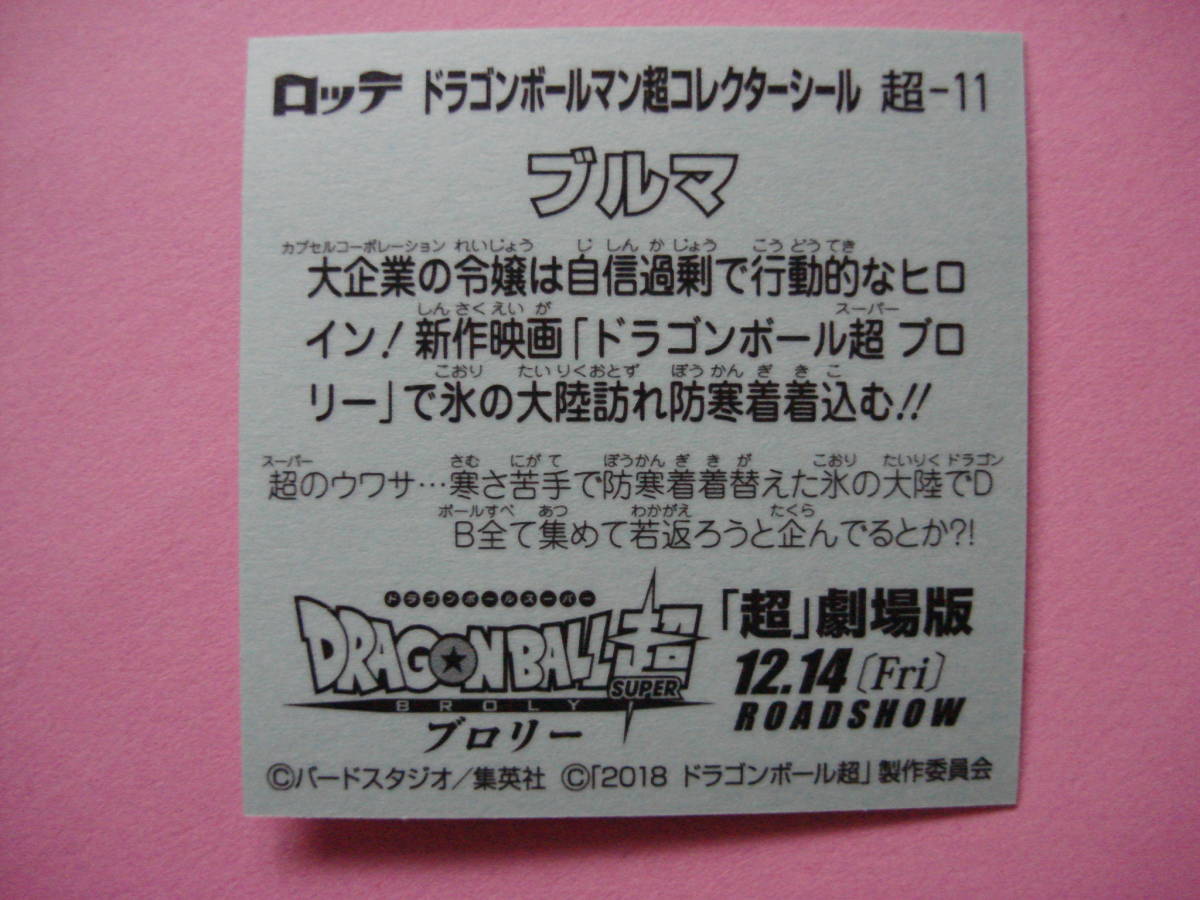 ロッテ ドラゴンボールマン超コレクターシール 超-11
ブルマ
カプセルコーポレーション れいじょう じしんかじょう こうどうてき
大企業の令嬢は自信過剰で行動的なヒロ
しんさくえいが スーパー
イン!新作映画「ドラゴンボール超 ブロ
こおり たいりくおとず ぼうかんぎきこ
リー」で氷の大陸訪れ防寒着着込む!!
スーパー さむ にがて ぼうかんぎきが こおり たいりく ドラゴン
超のウワサ…寒さ苦手で防寒着着替えた氷の大陸でD
ボールすべ あつ わかがえ たくら
B全て集めて若返ろうと企んでるとか?!
ドラゴンボールスーパー
DRAGONBALL超
SUPER
BROLY
ブロリー
「超」劇場版
12.14〔Fri〕
ROADSHOW
©バードスタジオ/集英社 ©「2018 ドラゴンボール超」製作委員会